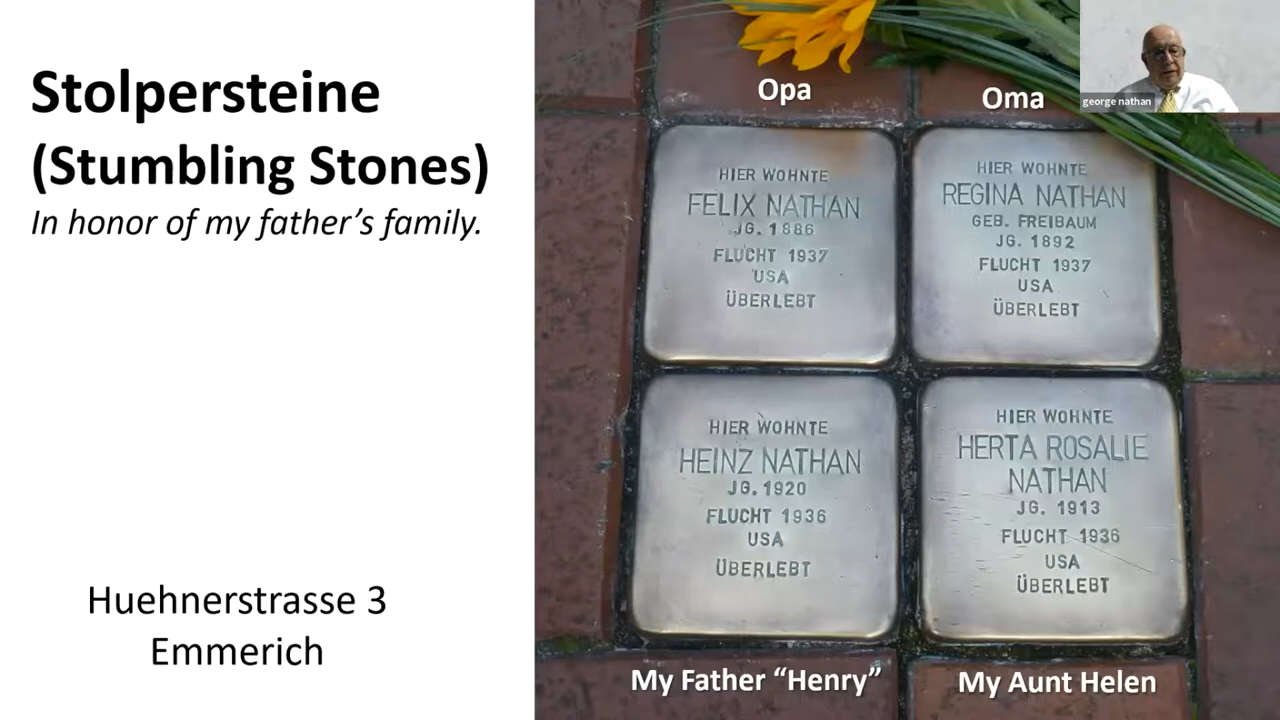 Stolpersteine
(Stumbling Stones)
In honor of my father's family.
Huehnerstrasse 3
Emmerich
Opa
Oma
george nathan
HIER WOHNTE
FELIX NATHAN
JG. 1886
FLUCHT 1937
USA
ÜBERLEBT
HIER WOHNTE
REGINA NATHAN
GEB. FREIBAUM
JG. 1892
FLUCHT 1937
USA
ÜBERLEBT
HIER WOHNTE
HEINZ NATHAN
JG. 1920
FLUCHT 1936
USA
ÜBERLEBT
HIER WOHNTE
HERTA ROSALIE
NATHAN
JG. 1913
FLUCHT 1936
USA
ÜBERLEBT
My Father “Henry”
My Aunt Helen